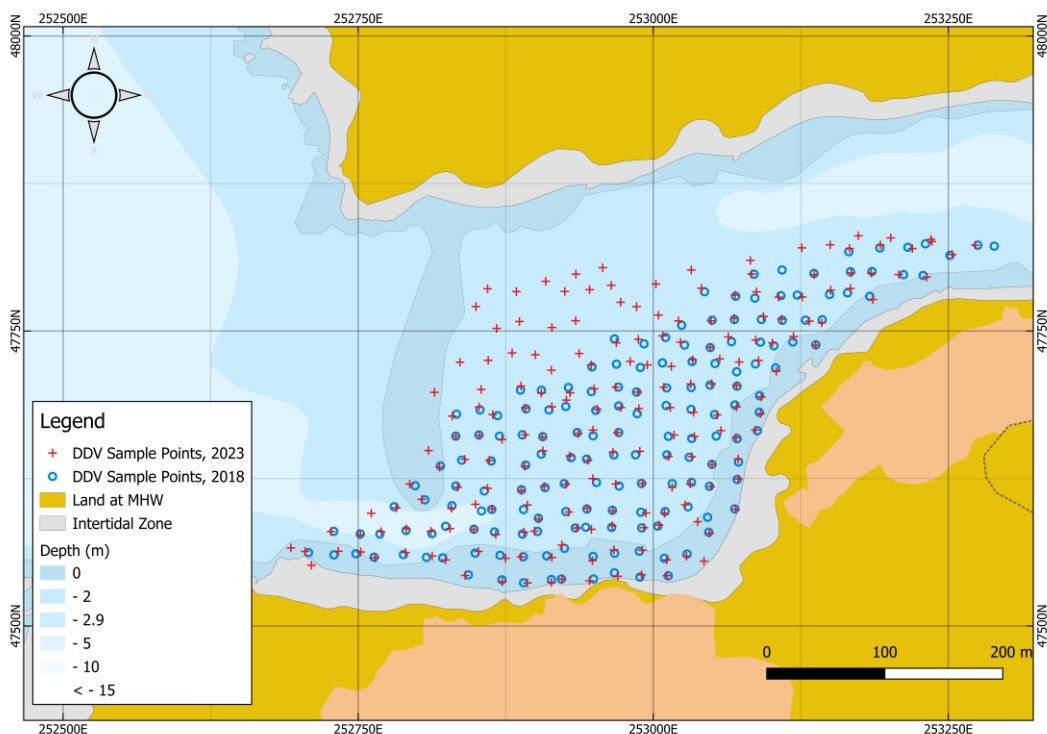 252500E 252750E 253000E 253250E
48000N 48000N
N
W E
S
47750N 47750N
Legend
DDV Sample Points, 2023
DDV Sample Points, 2018
Land at MHW
Intertidal Zone
Depth (m)
0
- 2
- 2.9
- 5
- 10
< - 15
47500N 47500N
0 100 200 m
252500E 252750E 253000E 253250E